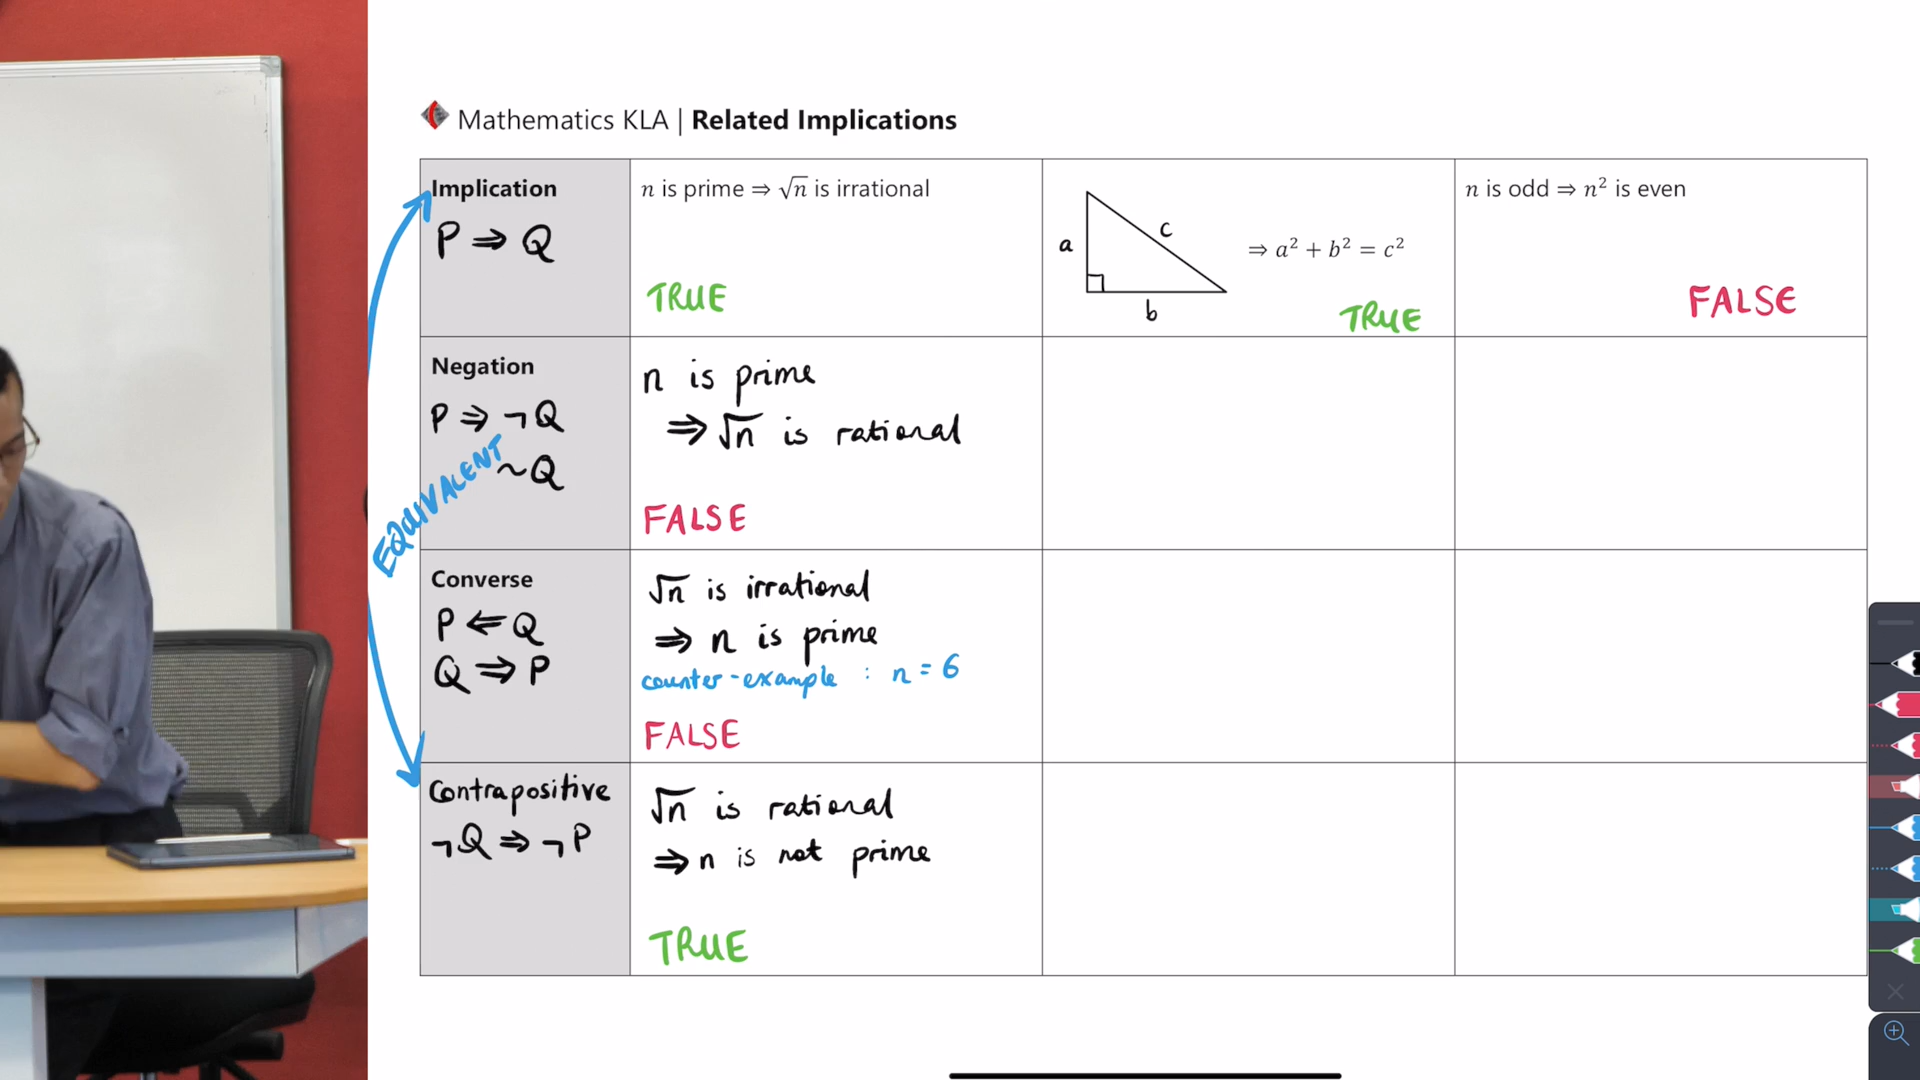 Mathematics KLA | Related Implications
Implication
P ⇒ Q
n is prime ⇒ √n is irrational
TRUE
a
c
b
⇒ a² + b² = c²
TRUE
n is odd ⇒ n² is even
FALSE
Negation
P ⇒ ¬Q
~Q
n is prime
⇒ √n is rational
FALSE
EQUIVALENT
Converse
P ⇐ Q
Q ⇒ P
√n is irrational
⇒ n is prime
counter-example : n = 6
FALSE
Contrapositive
¬Q ⇒ ¬P
√n is rational
⇒ n is not prime
TRUE